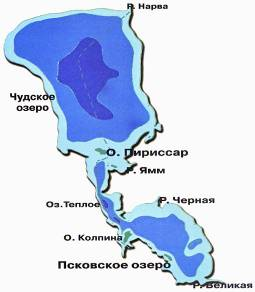 Р. Нарва
Чудское
озеро
О. Пириссар
Р. Ямм
Оз.Теплое
Р. Черная
О. Колпина
Псковское озеро
Р. Великая